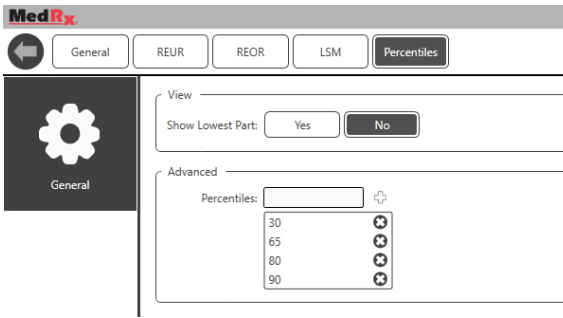 MedRx
General REUR REOR LSM Percentiles
General
View
Show Lowest Part: Yes No
Advanced
Percentiles:
30
65
80
90